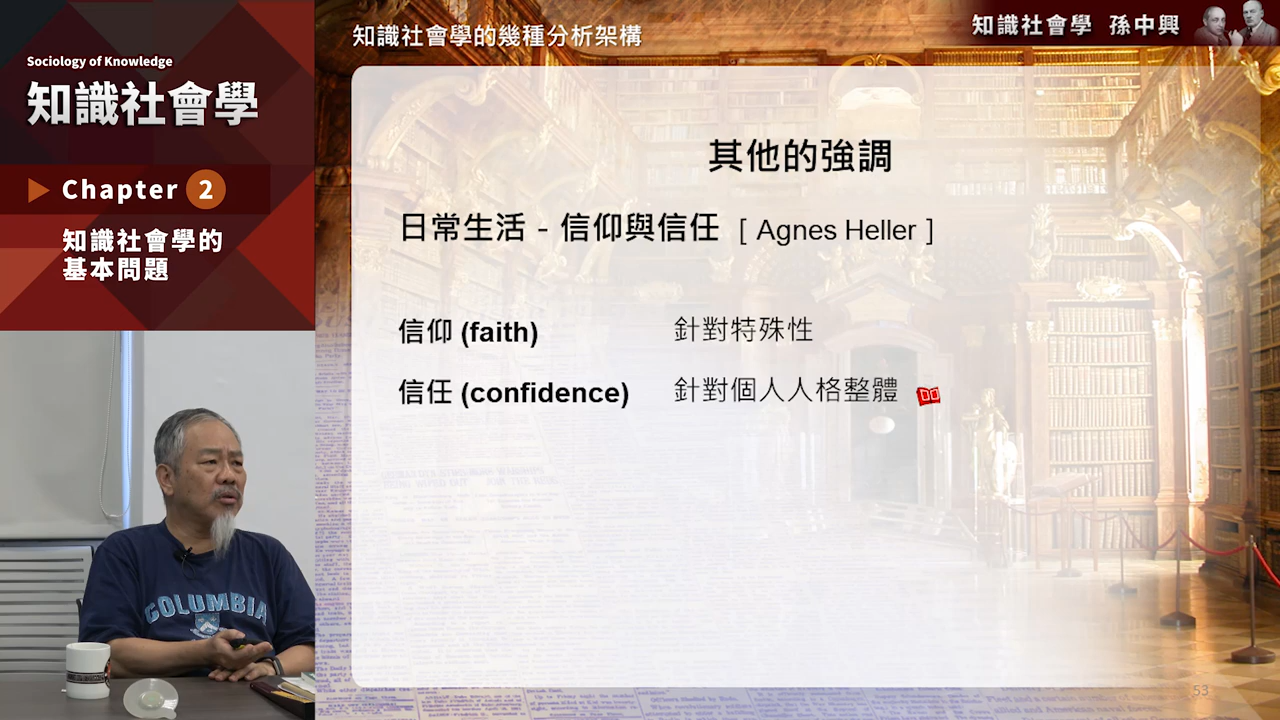 Sociology of Knowledge
知識社會學
Chapter 2
知識社會學的
基本問題
知識社會學的幾種分析架構
知識社會學 孫中興
其他的強調
日常生活 - 信仰與信任 [ Agnes Heller ]
信仰 (faith) 針對特殊性
信任 (confidence) 針對個人人格整體
COLUMBIA
53